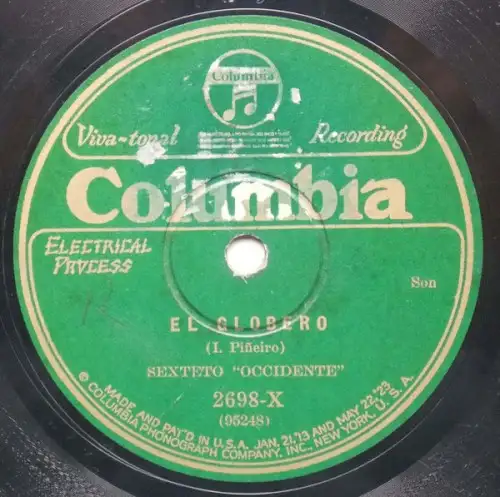 Columbia
Viva-tonal Recording
Columbia
ELECTRICAL
PROCESS
Son
EL GLOBERO
(I. Piñeiro)
SEXTETO "OCCIDENTE"
2698-X
(95248)
MADE AND PAT'D IN U.S.A. JAN. 21,'13 AND MAY 22,'23
© COLUMBIA PHONOGRAPH COMPANY, INC., NEW YORK, U. S. A.